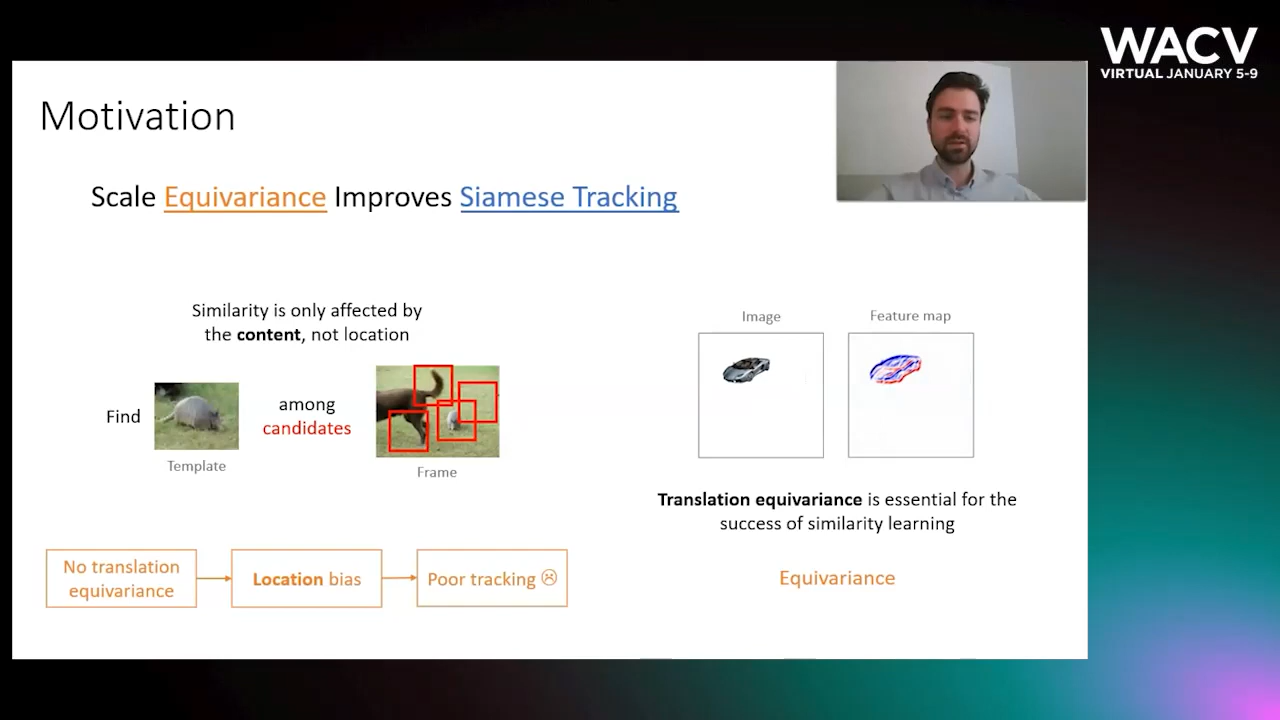 WACV
VIRTUAL JANUARY 5-9
Motivation
Scale Equivariance Improves Siamese Tracking
Similarity is only affected by
the content, not location
Find
Template
among
candidates
Frame
No translation
equivariance
Location bias
Poor tracking ☹
Image
Feature map
Translation equivariance is essential for the
success of similarity learning
Equivariance